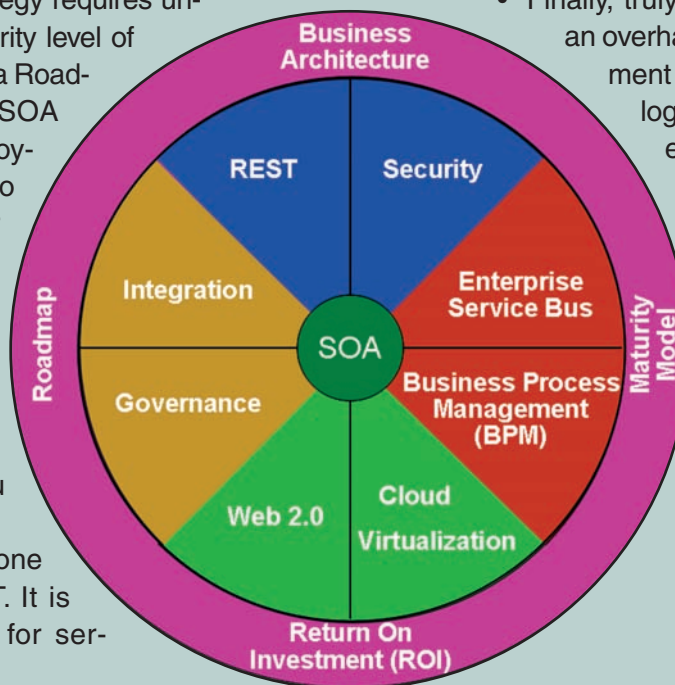 egy requires un-
rity level of
a Road-
SOA
oy-
o
u
one
T. It is
for ser-
• Finally, truly
an overha
ment
log
e
Business
Architecture
REST
Security
Integration
Enterprise
Service Bus
Roadmap
SOA
Maturity
Model
Governance
Business Process
Management
(BPM)
Web 2.0
Cloud
Virtualization
Return On
Investment (ROI)